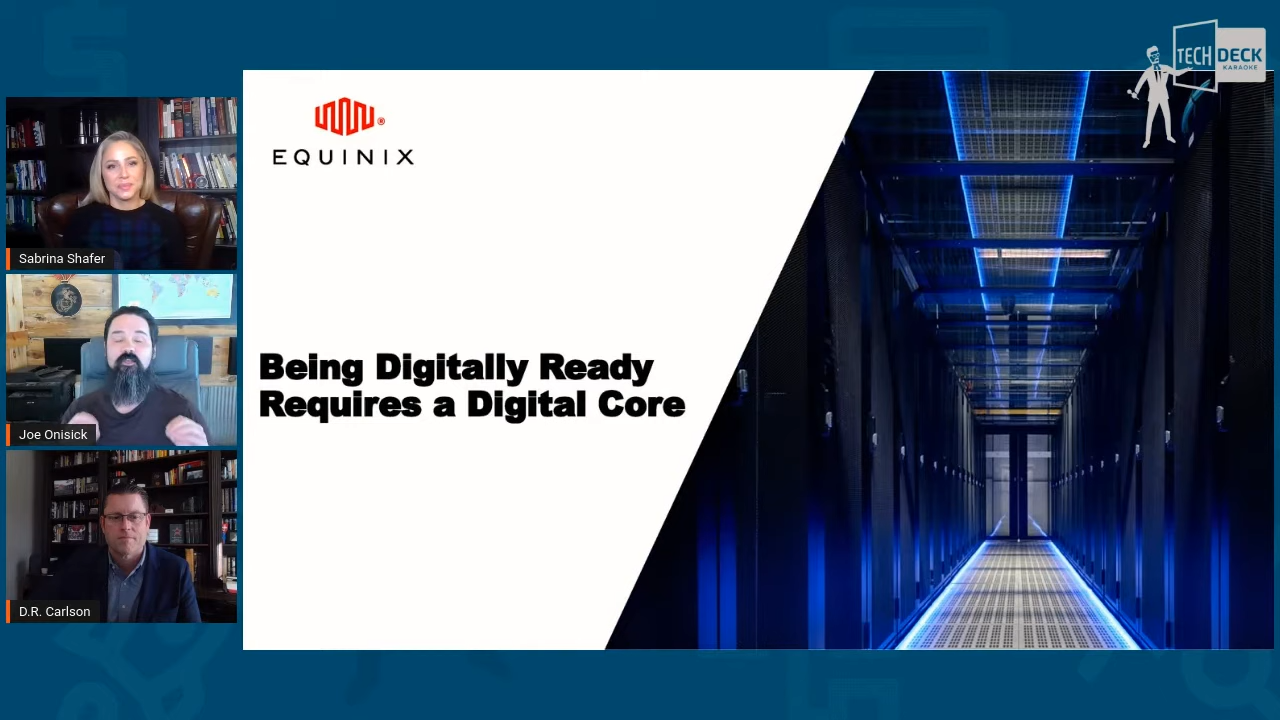 TECH DECK
KARAOKE
EQUINIX®
Sabrina Shafer
Being Digitally Ready
Requires a Digital Core
Joe Onisick
D.R. Carlson